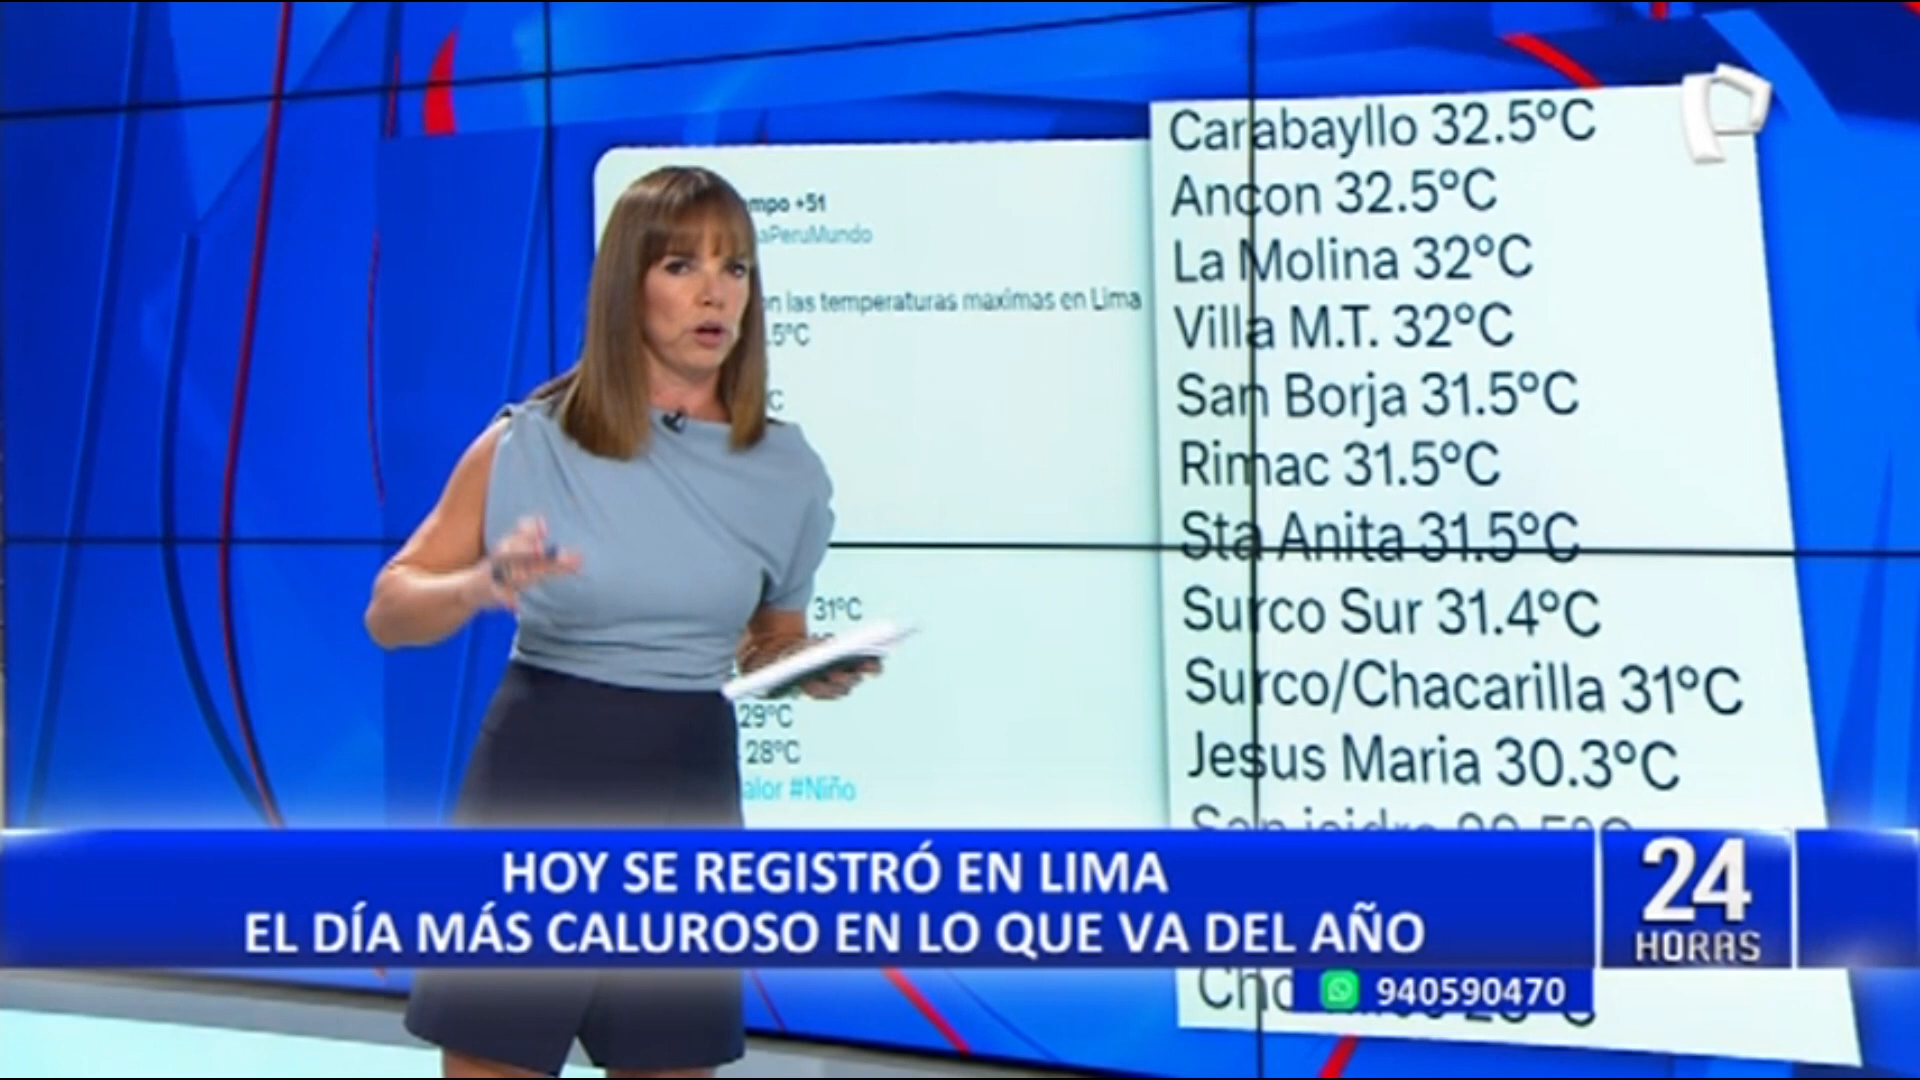 +51
aPeruMundo
las temperaturas maximas en Lima
.5°C
°C
31°C
29°C
28°C
#Niño
Carabayllo 32.5°C
Ancon 32.5°C
La Molina 32°C
Villa M.T. 32°C
San Borja 31.5°C
Rimac 31.5°C
Sta Anita 31.5°C
Surco Sur 31.4°C
Surco/Chacarilla 31°C
Jesus Maria 30.3°C
HOY SE REGISTRÓ EN LIMA
EL DÍA MÁS CALUROSO EN LO QUE VA DEL AÑO
24
HORAS
940590470